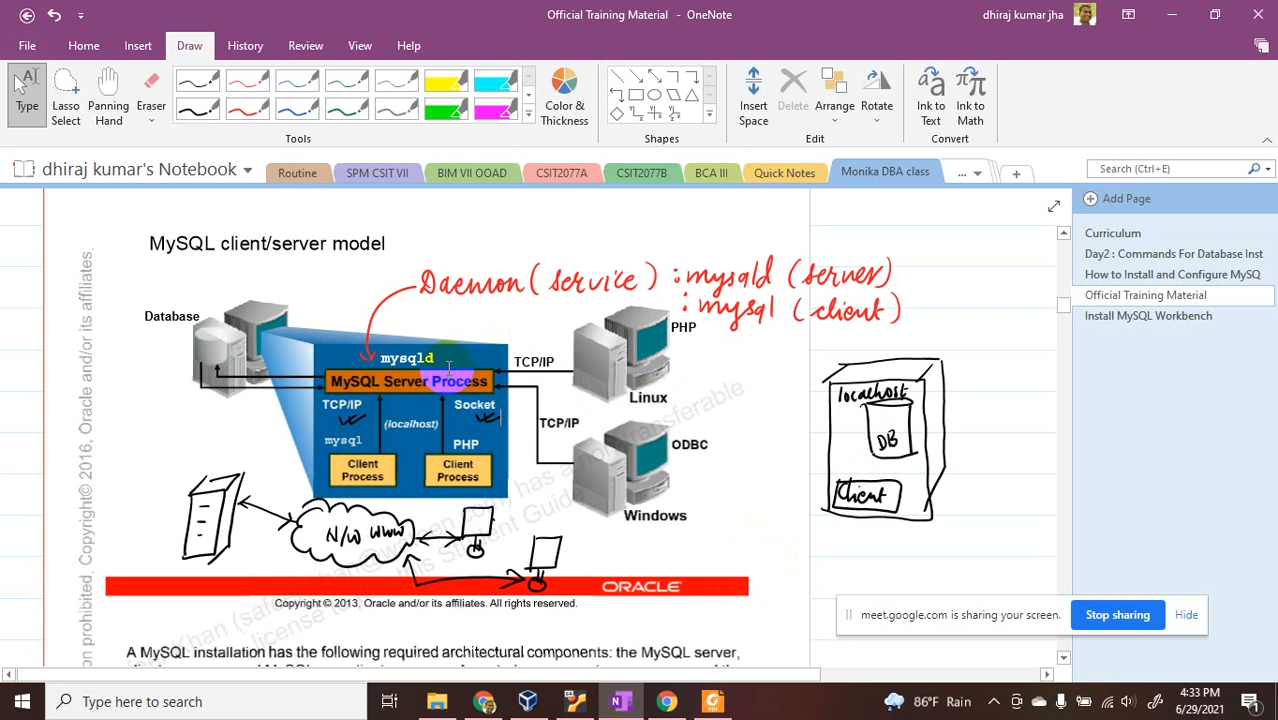 Official Training Material - OneNote
dhiraj kumar jha
File Home Insert Draw History Review View Help
Type
Lasso Select
Panning Hand
Eraser
Color & Thickness
Insert Space
Delete
Arrange
Rotate
Ink to Text
Ink to Math
Tools
Shapes
Edit
Convert
dhiraj kumar's Notebook
Routine SPM CSIT VII BIM VII OOAD CSIT2077A CSIT2077B BCA III Quick Notes Monika DBA class ...
Search (Ctrl+E)
Add Page
Curriculum
Day2 : Commands For Database Inst
How to Install and Configure MySQ
Official Training Material
Install MySQL Workbench
MySQL client/server model
Daemon (service) : mysqld (server)
: mysql (client)
Database
mysqld
MySQL Server Process
TCP/IP
Socket
(localhost)
mysql
PHP
Client Process
Client Process
TCP/IP
PHP
Linux
TCP/IP
ODBC
Windows
localhost
DB
Client
N/W WWW
ORACLE
Copyright © 2013, Oracle and/or its affiliates. All rights reserved.
on prohibited. Copyright© 2016, Oracle and/or its affiliates.
A MySQL installation has the following required architectural components: the MySQL server,
meet.google.com is sharing your screen.
Stop sharing
Hide
Type here to search
86°F Rain
4:33 PM
6/29/2021